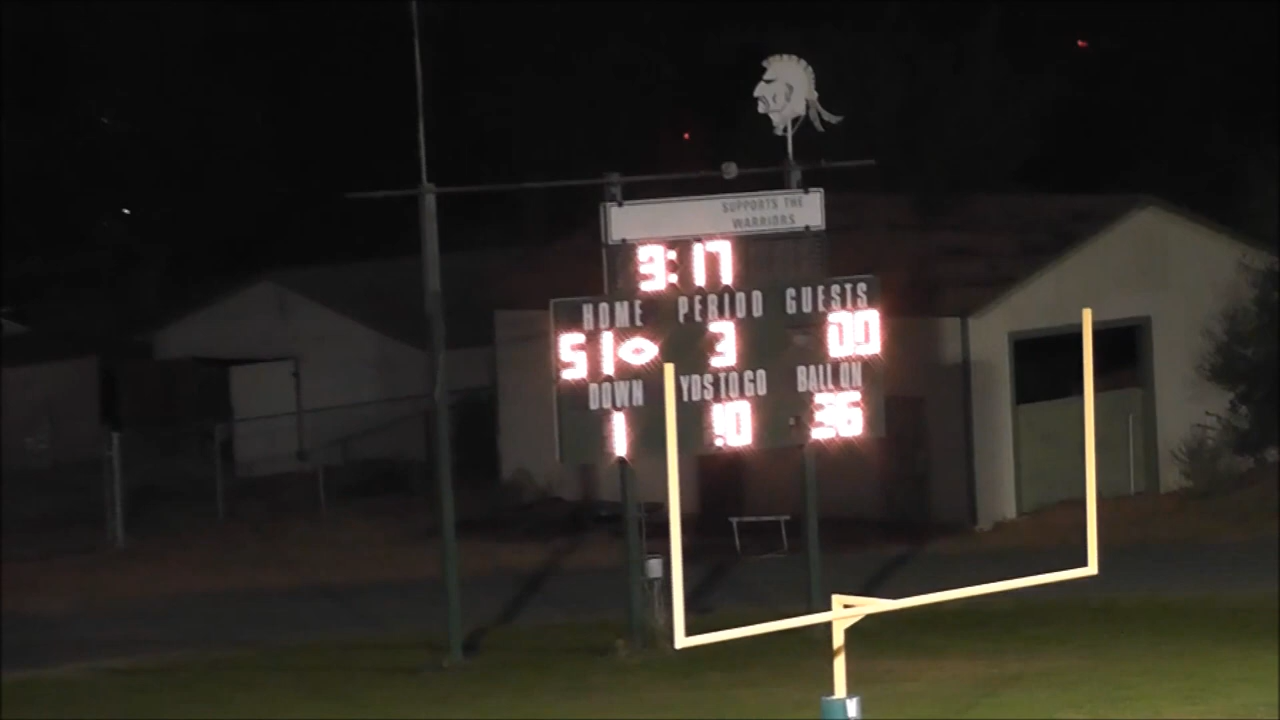 SUPPORTS THE
WARRIORS
3:17
HOME PERIOD GUESTS
51 3 00
DOWN YDS TO GO BALL ON
1 10 36